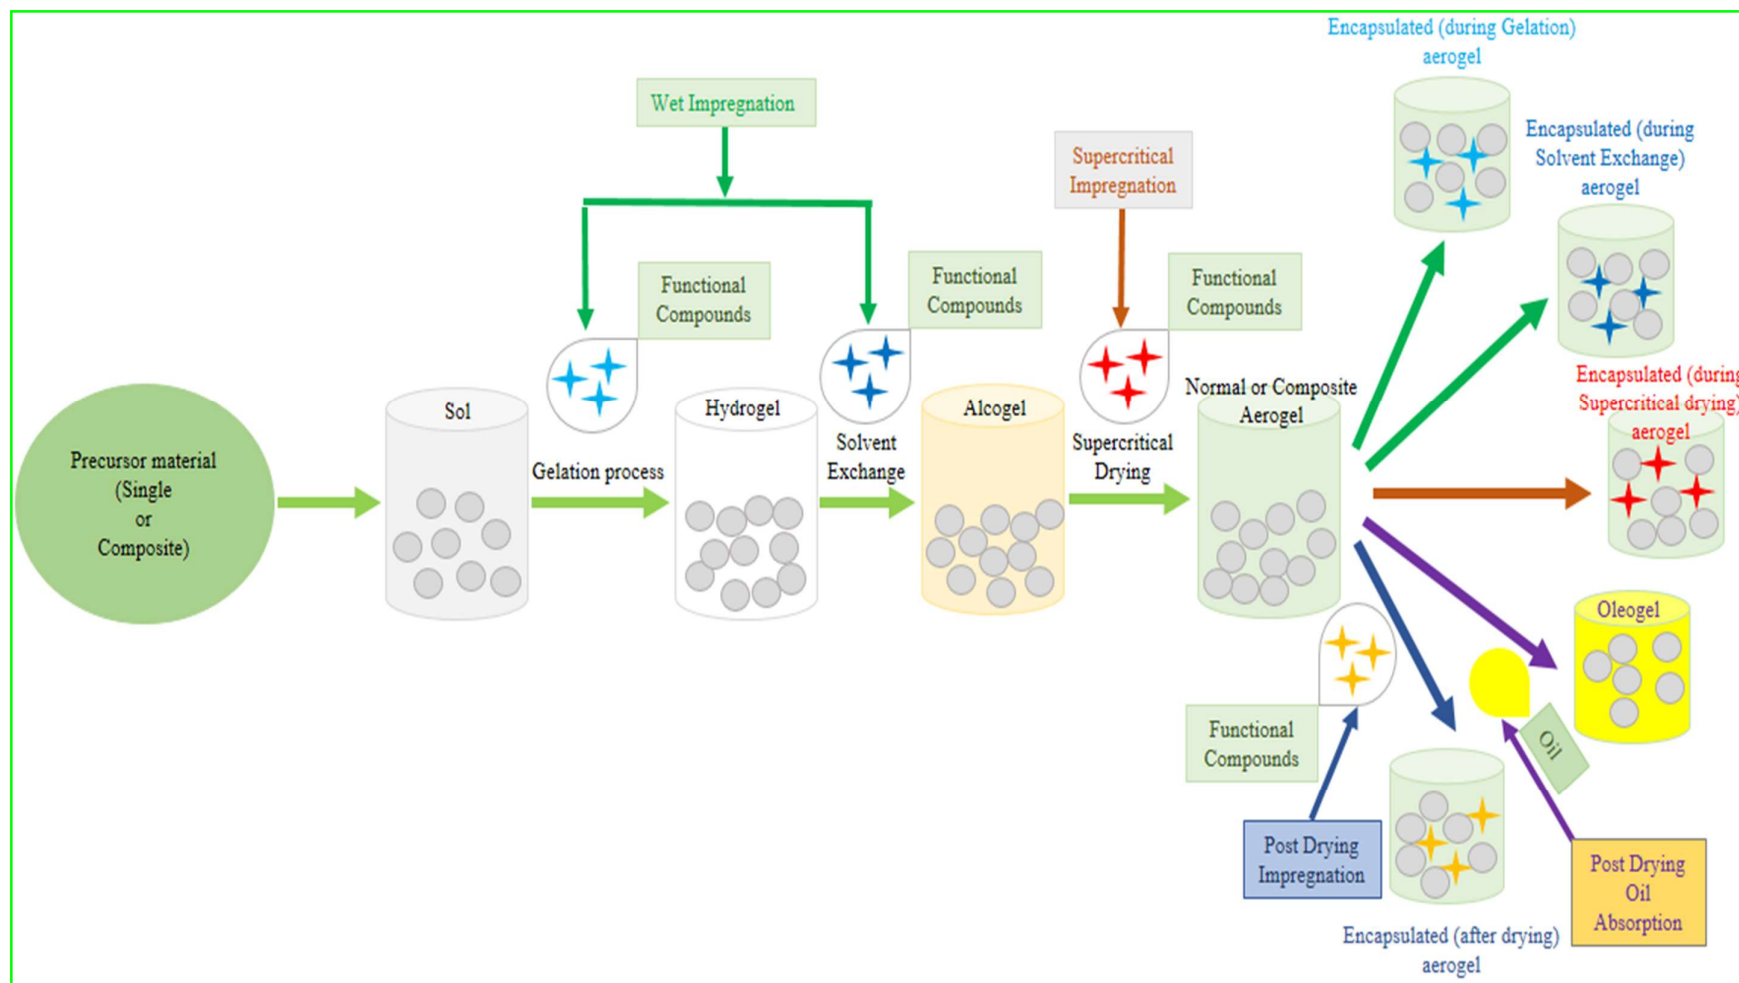 Encapsulated (during Gelation)
aerogel
Wet Impregnation
Encapsulated (during
Solvent Exchange)
aerogel
Supercritical
Impregnation
Functional
Compounds
Functional
Compounds
Functional
Compounds
Precursor material
(Single
or
Composite)
Sol
Gelation process
Hydrogel
Solvent
Exchange
Alcogel
Supercritical
Drying
Normal or Composite
Aerogel
Encapsulated (during
Supercritical drying)
aerogel
Oleogel
Functional
Compounds
Oil
Post Drying
Impregnation
Post Drying
Oil
Absorption
Encapsulated (after drying)
aerogel